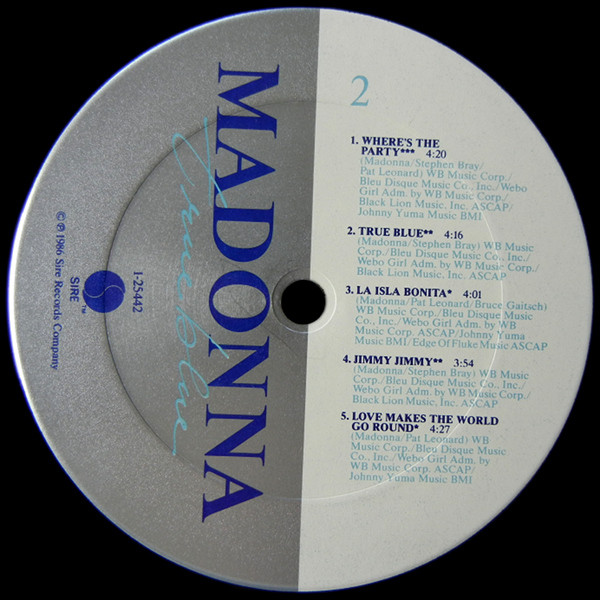 MADONNA
True Blue
© ℗ 1986 Sire Records Company
SIRE ™
1-25442
2
1. WHERE'S THE
PARTY*** 4:20
(Madonna/Stephen Bray/
Pat Leonard) WB Music Corp./
Bleu Disque Music Co., Inc./Webo
Girl Adm. by WB Music Corp./
Black Lion Music, Inc. ASCAP/
Johnny Yuma Music BMI
2. TRUE BLUE** 4:16
(Madonna/Stephen Bray) WB Music
Corp./Bleu Disque Music Co., Inc./
Webo Girl Adm. by WB Music Corp./
Black Lion Music, Inc. ASCAP
3. LA ISLA BONITA* 4:01
(Madonna/Pat Leonard/Bruce Gaitsch)
WB Music Corp./Bleu Disque Music
Co., Inc./Webo Girl Adm. by WB
Music Corp. ASCAP/Johnny Yuma
Music BMI/Edge Of Fluke Music ASCAP
4. JIMMY JIMMY** 3:54
(Madonna/Stephen Bray) WB Music
Corp./Bleu Disque Music Co., Inc./
Webo Girl Adm. by WB Music Corp./
Black Lion Music, Inc. ASCAP
5. LOVE MAKES THE WORLD
GO ROUND* 4:27
(Madonna/Pat Leonard) WB
Music Corp./Bleu Disque Music
Co., Inc./Webo Girl Adm. by
WB Music Corp. ASCAP/
Johnny Yuma Music BMI